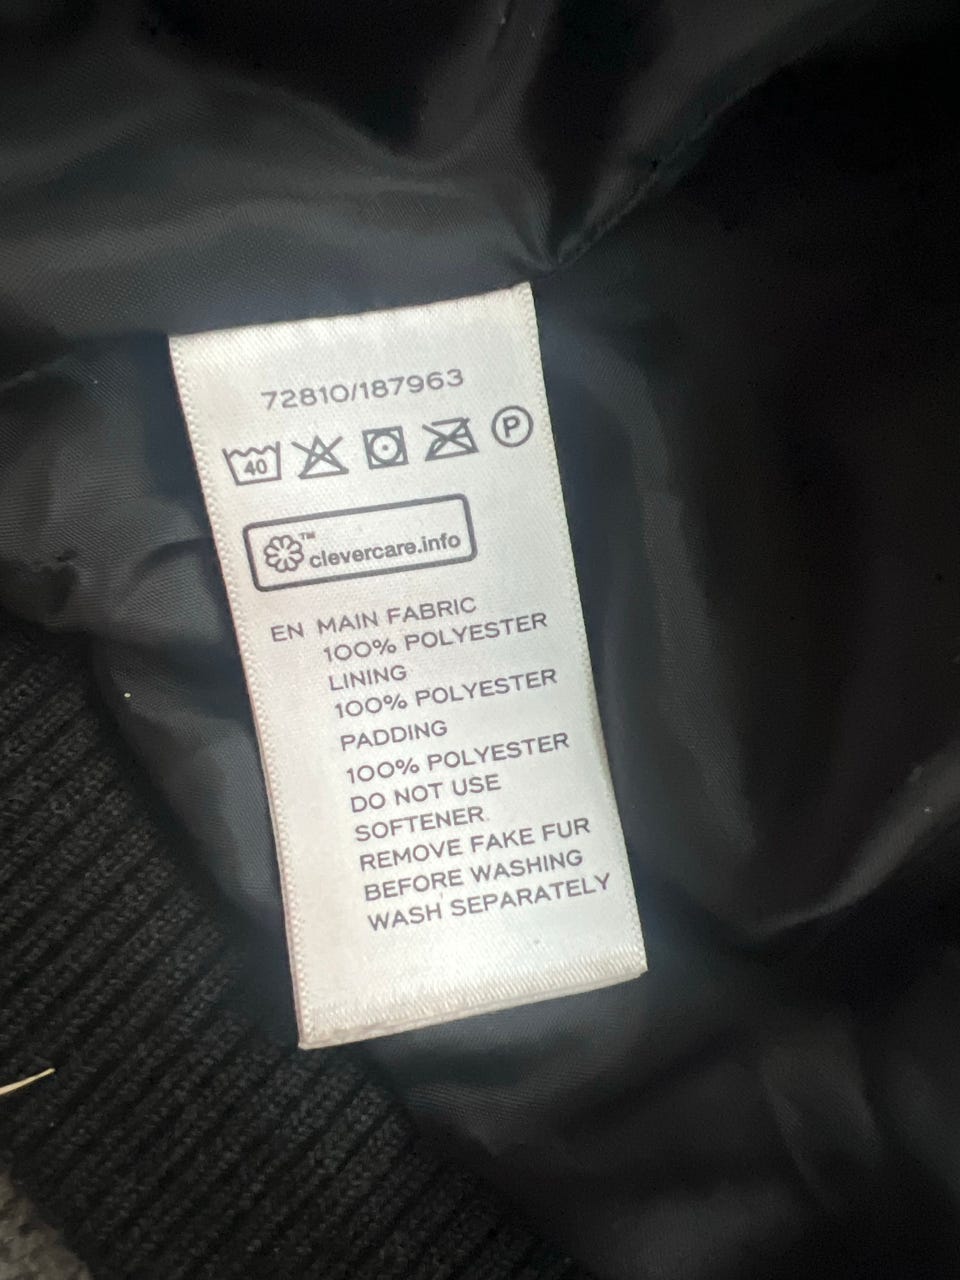 72810/187963
40 P
™ clevercare.info
EN MAIN FABRIC
100% POLYESTER
LINING
100% POLYESTER
PADDING
100% POLYESTER
DO NOT USE
SOFTENER.
REMOVE FAKE FUR
BEFORE WASHING
WASH SEPARATELY